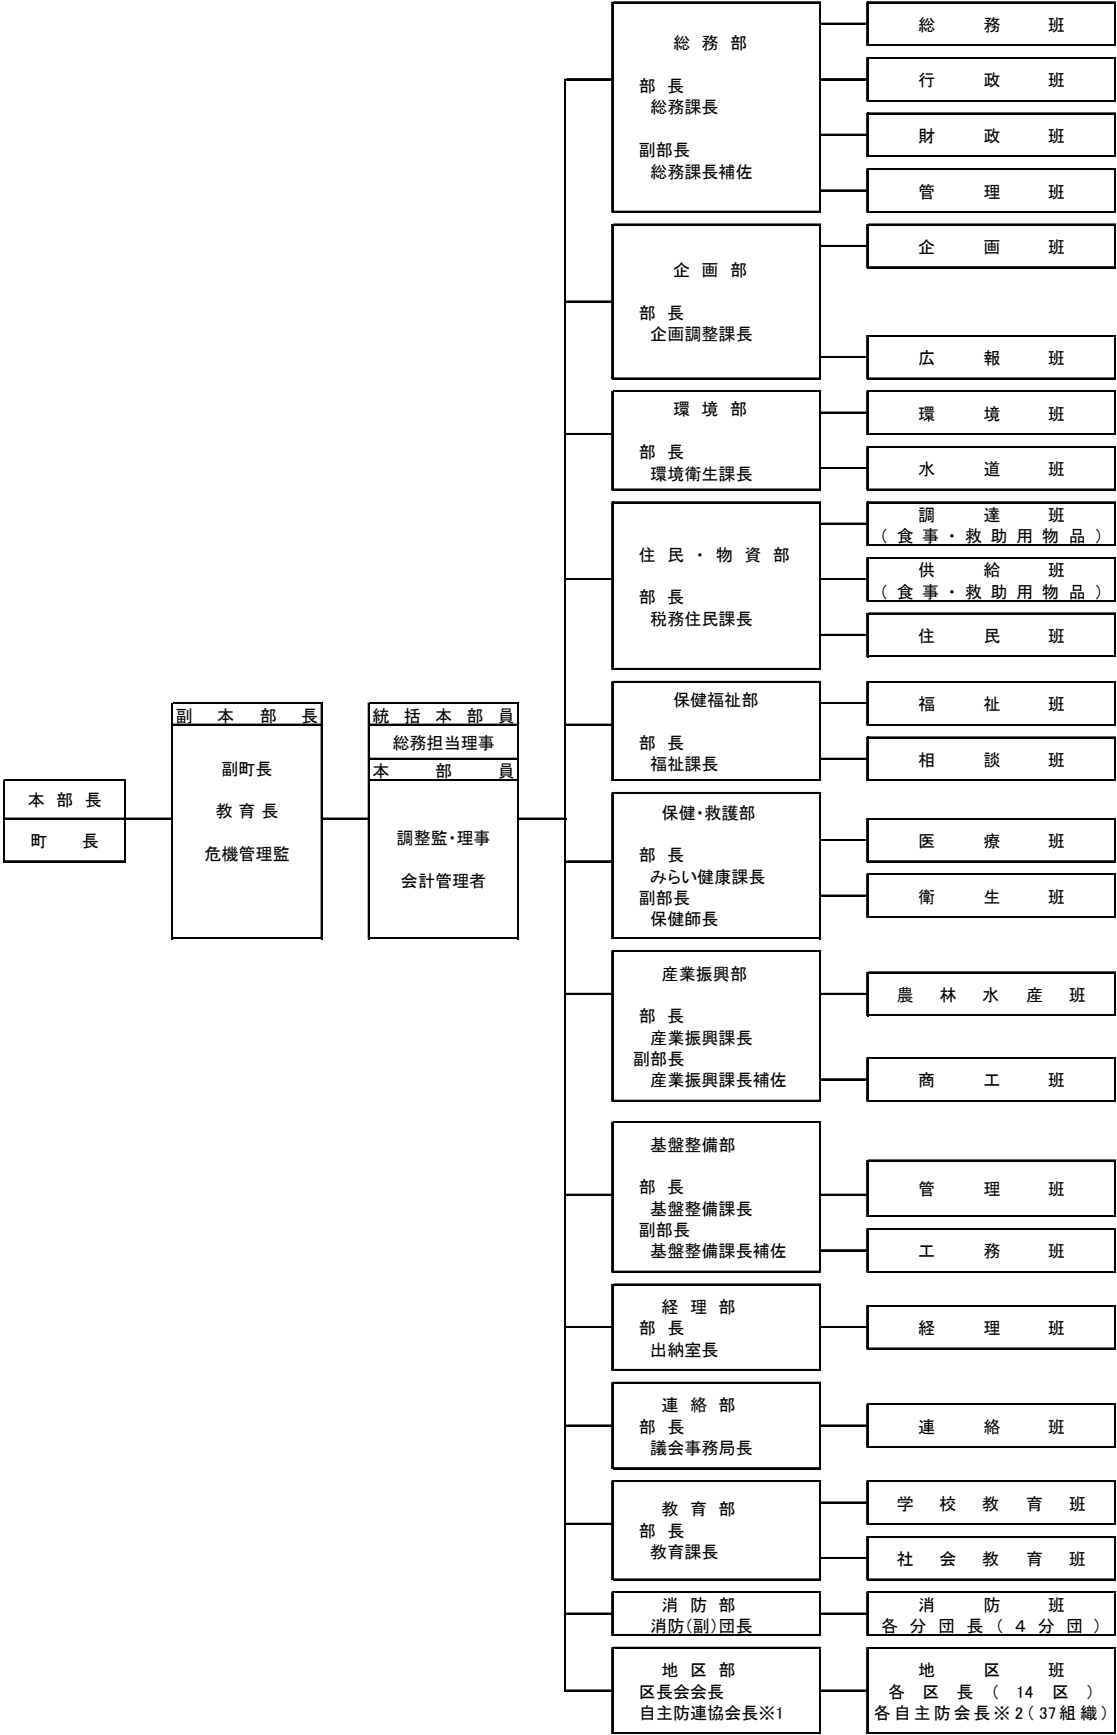 本部長
町長
副本部長
副町長
教育長
危機管理監
統括本部員
総務担当理事
本部員
調整監・理事
会計管理者
総務部
部長
総務課長
副部長
総務課長補佐
総務班
行政班
財政班
管理班
企画部
部長
企画調整課長
企画班
広報班
環境部
部長
環境衛生課長
環境班
水道班
住民・物資部
部長
税務住民課長
調達班
(食事・救助用物品)
供給班
(食事・救助用物品)
住民班
保健福祉部
部長
福祉課長
福祉班
相談班
保健・救護部
部長
みらい健康課長
副部長
保健師長
医療班
衛生班
産業振興部
部長
産業振興課長
副部長
産業振興課長補佐
農林水産班
商工班
基盤整備部
部長
基盤整備課長
副部長
基盤整備課長補佐
管理班
工務班
経理部
部長
出納室長
経理班
連絡部
部長
議会事務局長
連絡班
教育部
部長
教育課長
学校教育班
社会教育班
消防部
消防(副)団長
消防班
各分団長(4分団)
地区部
区長会会長
自主防連協会長※1
地区班
各区長(14区)
各自主防会長※2(37組織)